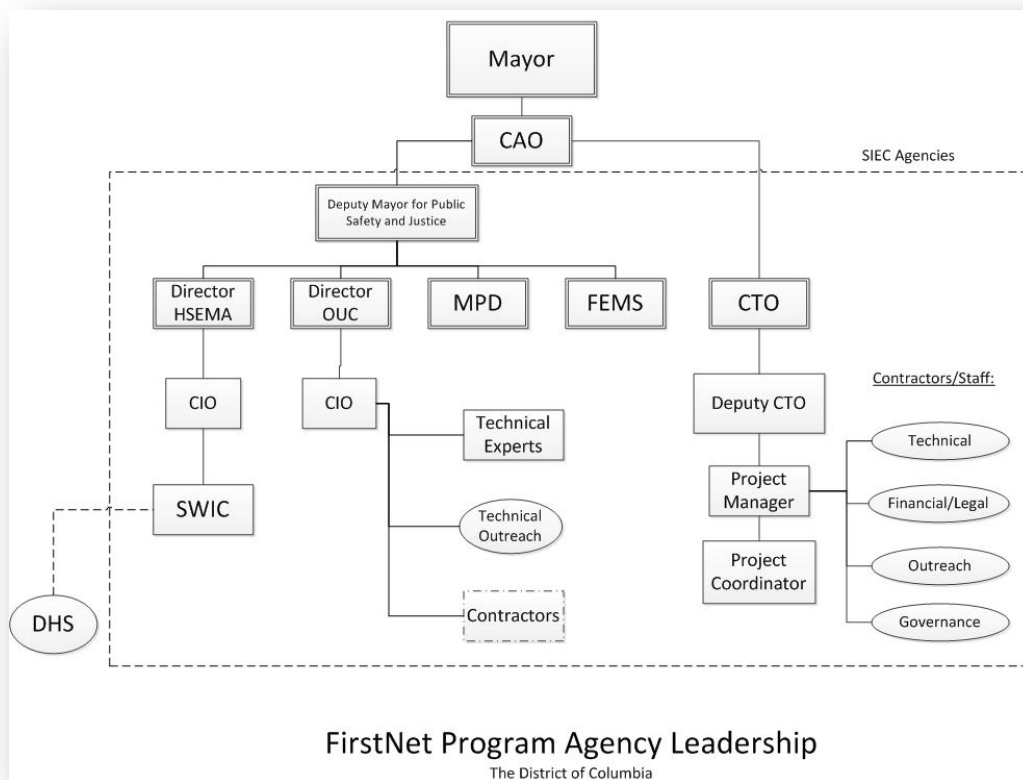 Mayor
CAO
SIEC Agencies
Deputy Mayor for Public
Safety and Justice
Director
HSEMA
Director
OUC
MPD
FEMS
CTO
CIO
CIO
Deputy CTO
Contractors/Staff:
Technical
Experts
Technical
Project
Manager
SWIC
Financial/Legal
Technical
Outreach
Project
Coordinator
Outreach
DHS
Contractors
Governance
FirstNet Program Agency Leadership
The District of Columbia